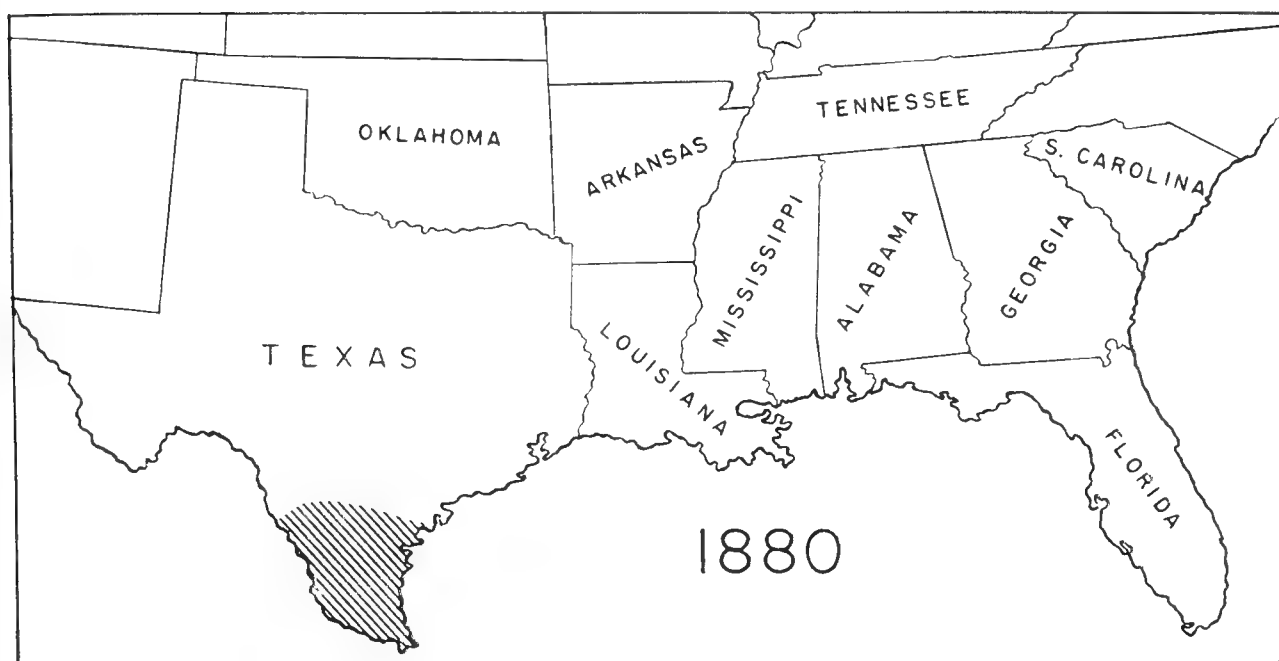 TENNESSEE
OKLAHOMA
ARKANSAS
S. CAROLINA
MISSISSIPPI
ALABAMA
GEORGIA
TEXAS
LOUISIANA
FLORIDA
1880